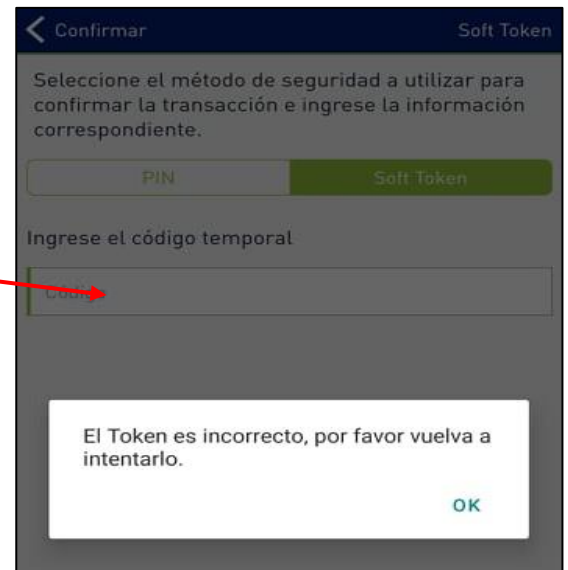 Confirmar Soft Token
Seleccione el método de seguridad a utilizar para
confirmar la transacción e ingrese la información
correspondiente.
PIN Soft Token
Ingrese el código temporal
Código
El Token es incorrecto, por favor vuelva a
intentarlo.
OK